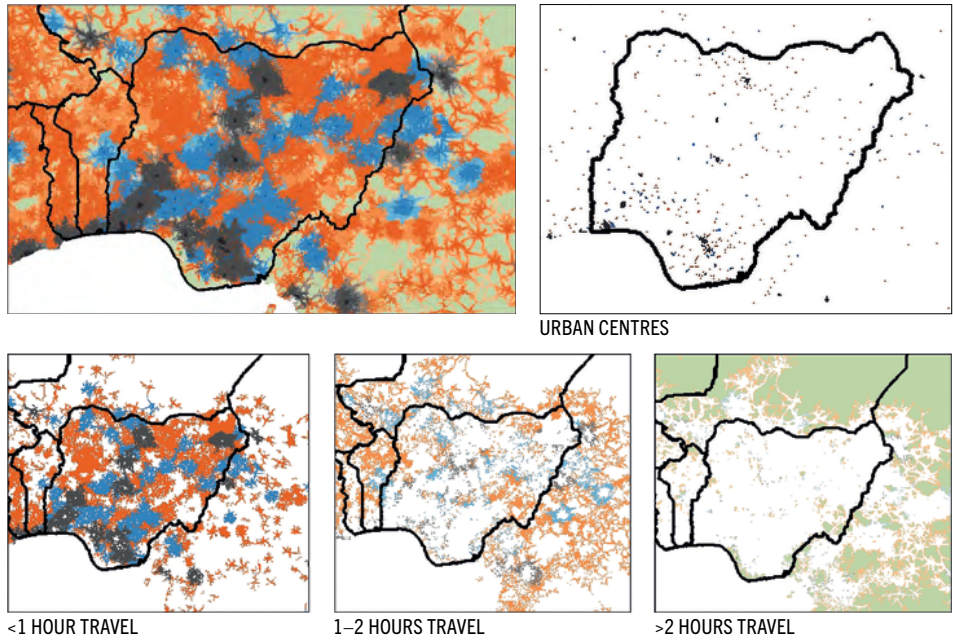 URBAN CENTRES
<1 HOUR TRAVEL
1–2 HOURS TRAVEL
>2 HOURS TRAVEL